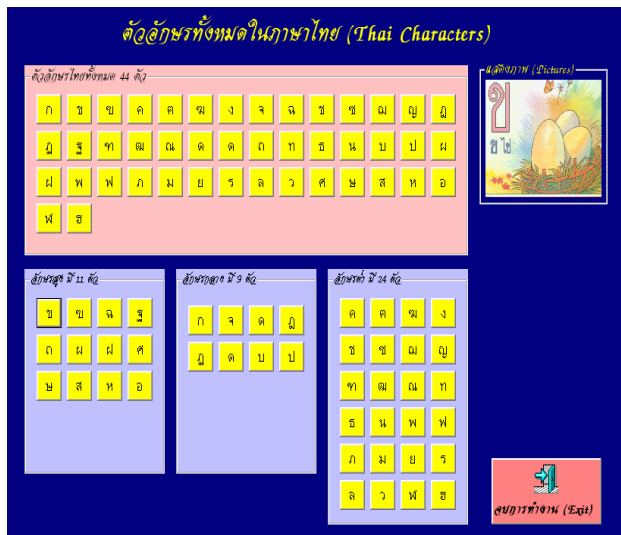 ตัวอักษรทั้งหมดในภาษาไทย (Thai Characters)
ตัวอักษรไทยทั้งหมด 44 ตัว
ก ข ฃ ค ฅ ฆ ง จ ฉ ช ซ ฌ ญ ฎ
ฏ ฐ ฑ ฒ ณ ด ต ถ ท ธ น บ ป ผ
ฝ พ ฟ ภ ม ย ร ล ว ศ ษ ส ห อ
ฬ ฮ
แสดงภาพ (Pictures)
ข
ข ไข่
อักษรสูง มี 11 ตัว
ข ฃ ฉ ฐ
ถ ผ ฝ ศ
ษ ส ห อ
อักษรกลาง มี 9 ตัว
ก จ ด ฎ
ฏ ต บ ป
อักษรต่ำ มี 24 ตัว
ค ฅ ฆ ง
ช ซ ฌ ญ
ฑ ฒ ณ ท
ธ น พ ฟ
ภ ม ย ร
ล ว ฬ ฮ
จบการทำงาน (Exit)